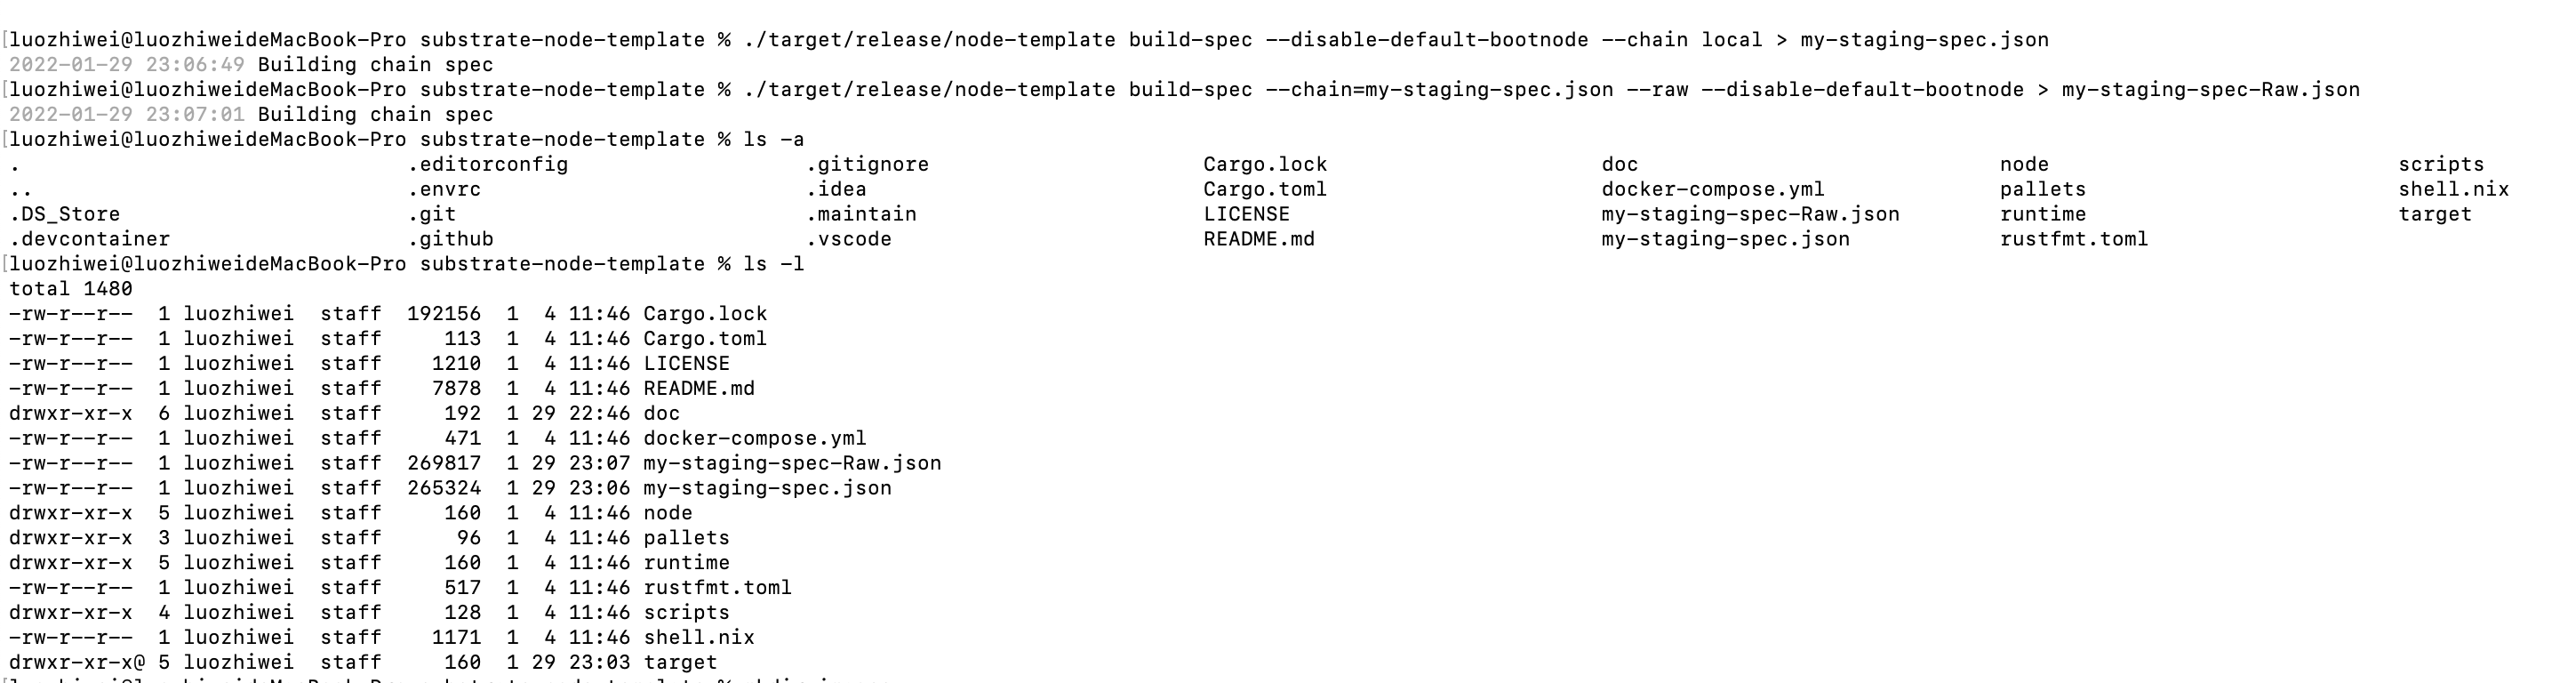 [luozhiwei@luozhiweideMacBook-Pro substrate-node-template % ./target/release/node-template build-spec --disable-default-bootnode --chain local > my-staging-spec.json
2022-01-29 23:06:49 Building chain spec
[luozhiwei@luozhiweideMacBook-Pro substrate-node-template % ./target/release/node-template build-spec --chain=my-staging-spec.json --raw --disable-default-bootnode > my-staging-spec-Raw.json
2022-01-29 23:07:01 Building chain spec
[luozhiwei@luozhiweideMacBook-Pro substrate-node-template % ls -a
. .editorconfig .gitignore Cargo.lock doc node scripts
.. .envrc .idea Cargo.toml docker-compose.yml pallets shell.nix
.DS_Store .git .maintain LICENSE my-staging-spec-Raw.json runtime target
.devcontainer .github .vscode README.md my-staging-spec.json rustfmt.toml
[luozhiwei@luozhiweideMacBook-Pro substrate-node-template % ls -l
total 1480
-rw-r--r--  1 luozhiwei  staff  192156  1  4 11:46 Cargo.lock
-rw-r--r--  1 luozhiwei  staff     113  1  4 11:46 Cargo.toml
-rw-r--r--  1 luozhiwei  staff    1210  1  4 11:46 LICENSE
-rw-r--r--  1 luozhiwei  staff    7878  1  4 11:46 README.md
drwxr-xr-x  6 luozhiwei  staff     192  1 29 22:46 doc
-rw-r--r--  1 luozhiwei  staff     471  1  4 11:46 docker-compose.yml
-rw-r--r--  1 luozhiwei  staff  269817  1 29 23:07 my-staging-spec-Raw.json
-rw-r--r--  1 luozhiwei  staff  265324  1 29 23:06 my-staging-spec.json
drwxr-xr-x  5 luozhiwei  staff     160  1  4 11:46 node
drwxr-xr-x  3 luozhiwei  staff      96  1  4 11:46 pallets
drwxr-xr-x  5 luozhiwei  staff     160  1  4 11:46 runtime
-rw-r--r--  1 luozhiwei  staff     517  1  4 11:46 rustfmt.toml
drwxr-xr-x  4 luozhiwei  staff     128  1  4 11:46 scripts
-rw-r--r--  1 luozhiwei  staff    1171  1  4 11:46 shell.nix
drwxr-xr-x@ 5 luozhiwei  staff     160  1 29 23:03 target